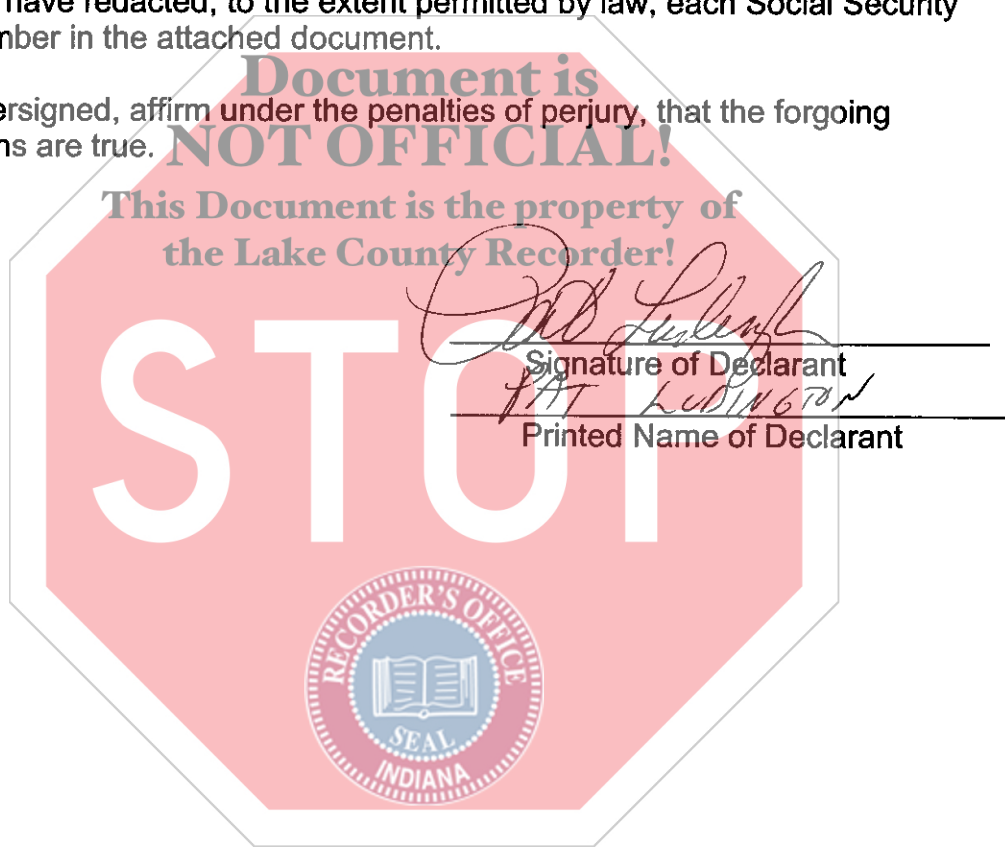 have redacted, to the extent permitted by law, each Social Security
mber in the attached document.
Document is
ersigned, affirm under the penalties of perjury, that the forgoing
ns are true.
NOT OFFICIAL!
This Document is the property of
the Lake County Recorder!
Signature of Declarant
PAT LUDINGTON
Printed Name of Declarant
STOP
RECORDER'S OFFICE
SEAL
INDIANA